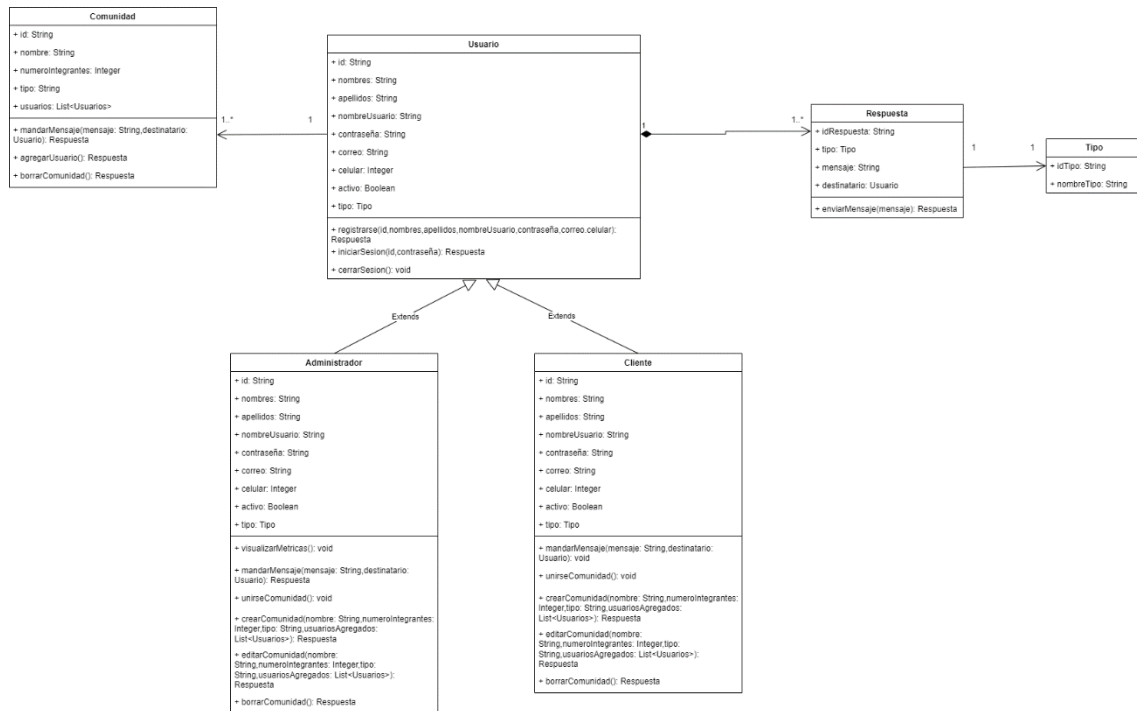 Comunidad
+ id: String
+ nombre: String
+ numeroIntegrantes: Integer
+ tipo: String
+ usuarios: List<Usuarios>
+ mandarMensaje(mensaje: String,destinatario:
Usuario): Respuesta
+ agregarUsuario(): Respuesta
+ borrarComunidad(): Respuesta
1..*
1
Usuario
+ id: String
+ nombres: String
+ apellidos: String
+ nombreUsuario: String
+ contraseña: String
+ correo: String
+ celular: Integer
+ activo: Boolean
+ tipo: Tipo
+ registrarse(id,nombres,apellidos,nombreUsuario,contraseña,correo.celular):
Respuesta
+ iniciarSesion(id,contraseña): Respuesta
+ cerrarSesion(): void
1
1..*
Respuesta
+ idRespuesta: String
+ tipo: Tipo
+ mensaje: String
+ destinatario: Usuario
+ enviarMensaje(mensaje): Respuesta
1
1
Tipo
+ idTipo: String
+ nombreTipo: String
Extends
Extends
Administrador
+ id: String
+ nombres: String
+ apellidos: String
+ nombreUsuario: String
+ contraseña: String
+ correo: String
+ celular: Integer
+ activo: Boolean
+ tipo: Tipo
+ visualizarMetricas(): void
+ mandarMensaje(mensaje: String,destinatario:
Usuario): Respuesta
+ unirseComunidad(): void
+ crearComunidad(nombre: String,numeroIntegrantes:
Integer,tipo: String,usuariosAgregados:
List<Usuarios>): Respuesta
+ editarComunidad(nombre:
String,numeroIntegrantes: Integer,tipo:
String,usuariosAgregados: List<Usuarios>):
Respuesta
+ borrarComunidad(): Respuesta
Cliente
+ id: String
+ nombres: String
+ apellidos: String
+ nombreUsuario: String
+ contraseña: String
+ correo: String
+ celular: Integer
+ activo: Boolean
+ tipo: Tipo
+ mandarMensaje(mensaje: String,destinatario:
Usuario): void
+ unirseComunidad(): void
+ crearComunidad(nombre: String,numeroIntegrantes:
Integer,tipo: String,usuariosAgregados:
List<Usuarios>): Respuesta
+ editarComunidad(nombre:
String,numeroIntegrantes: Integer,tipo:
String,usuariosAgregados: List<Usuarios>):
Respuesta
+ borrarComunidad(): Respuesta